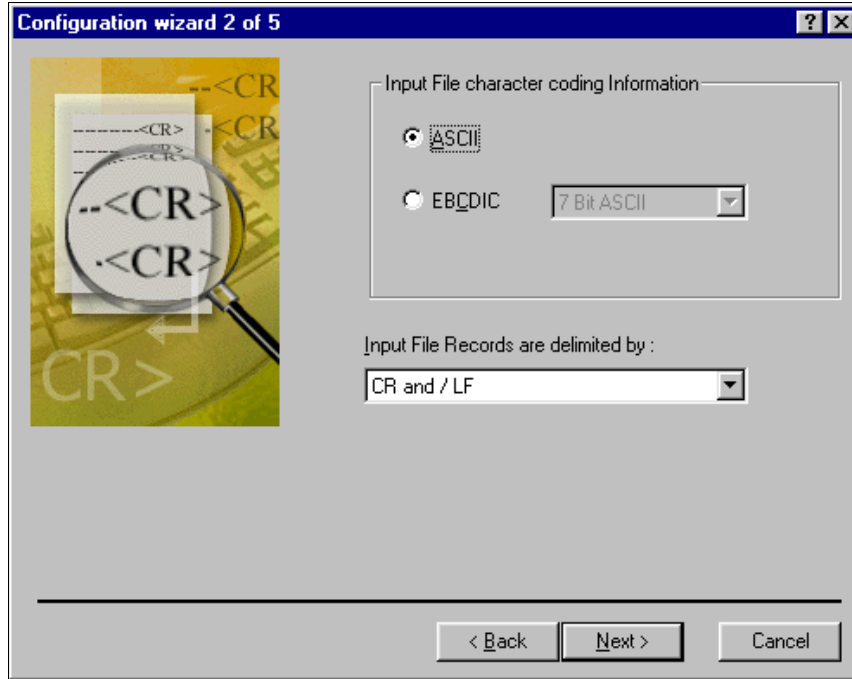 Configuration wizard 2 of 5
--<CR
---------<CR>
-<CR
--<CR>
-<CR>
CR>
Input File character coding Information
ASCII
EBCDIC
7 Bit ASCII
Input File Records are delimited by :
CR and / LF
< Back
Next >
Cancel